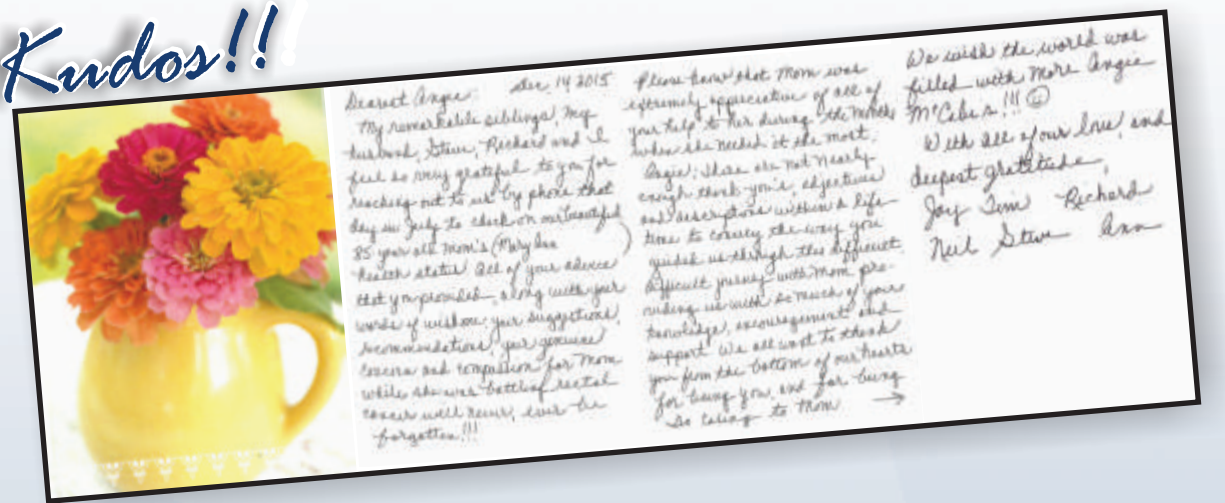 Kudos!!
Dec 14 2015
Dearest Angie:
My remarkable siblings, my
husband, Steve, Richard and I
feel so very grateful to you for
reaching out to us by phone that
day in July to check on our beautiful
85 year old Mom's (Mary Ann )
health status. All of your advice
that you provided, along with your
words of wisdom, your suggestions,
recommendations, your genuine
concern and compassion for Mom
while she was battling rectal
cancer will never, ever be
forgotten!!!
Please know that Mom was
extremely appreciative of all of
your help to her during the months
when she needed it the most.
Angie, there are not nearly
enough thank you's, adjectives
and descriptions within a life-
time to convey the way you
guided us through this difficult
difficult journey with Mom pro-
viding us with so much of your
knowledge, encouragement and
support. We all want to thank
you from the bottom of our hearts
for being you, and for being
so caring to Mom →
We wish the world was
filled with more Angie
McCabe's!!! ☺
With all of our love, and
deepest gratitude,
Joy Tim Richard
Neil Steve Ann